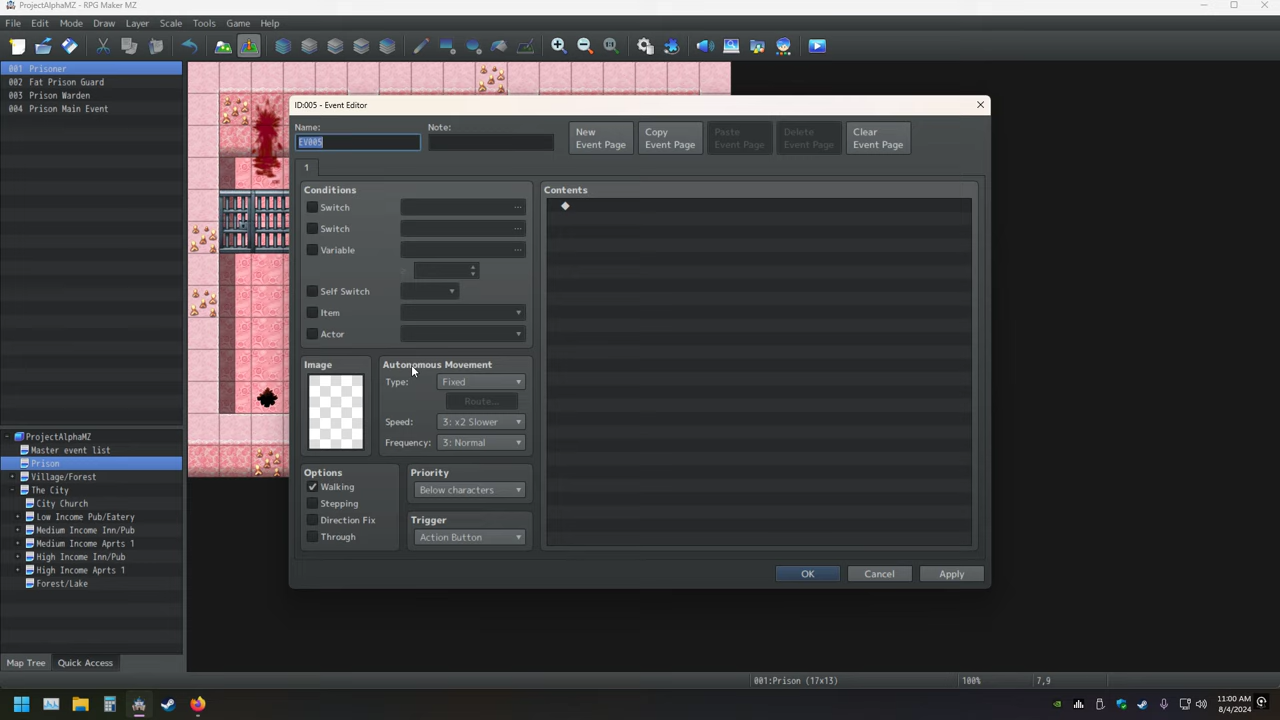 ProjectAlphaMZ - RPG Maker MZ
File Edit Mode Draw Layer Scale Tools Game Help
001 Prisoner
002 Fat Prison Guard
003 Prison Warden
004 Prison Main Event
ID:005 - Event Editor
Name: Note:
EV005
New Event Page
Copy Event Page
Paste Event Page
Delete Event Page
Clear Event Page
1
Conditions
Switch
Switch
Variable
Self Switch
Item
Actor
Image
Autonomous Movement
Type: Fixed
Route...
Speed: 3: x2 Slower
Frequency: 3: Normal
Options
Walking
Stepping
Direction Fix
Through
Priority
Below characters
Trigger
Action Button
Contents
OK Cancel Apply
ProjectAlphaMZ
Master event list
Prison
Village/Forest
The City
City Church
Low Income Pub/Eatery
Medium Income Inn/Pub
Medium Income Aprts 1
High Income Inn/Pub
High Income Aprts 1
Forest/Lake
Map Tree Quick Access
001:Prison (17x13) 100% 7,9
11:00 AM
8/4/2024